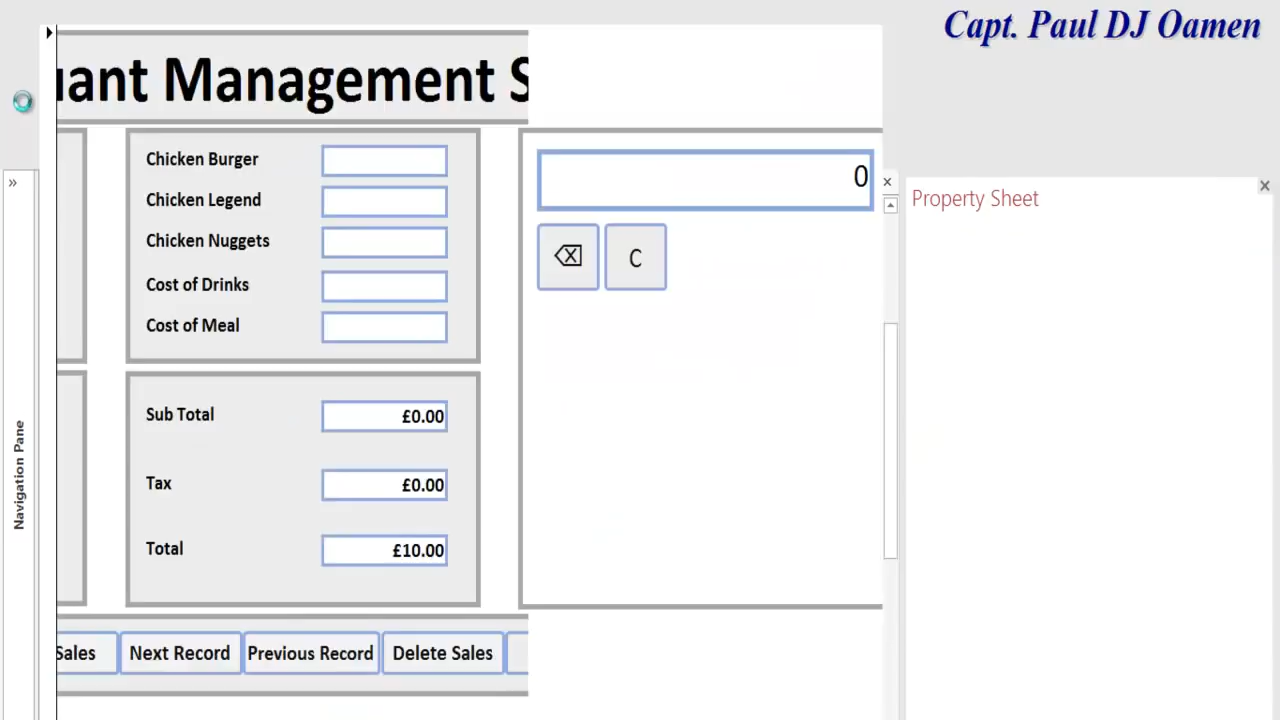 Capt. Paul DJ Oamen
uant Management S
Chicken Burger
Chicken Legend
Chicken Nuggets
Cost of Drinks
Cost of Meal
0
⌫ C
Sub Total £0.00
Tax £0.00
Total £10.00
Sales Next Record Previous Record Delete Sales
»
Navigation Pane
Property Sheet